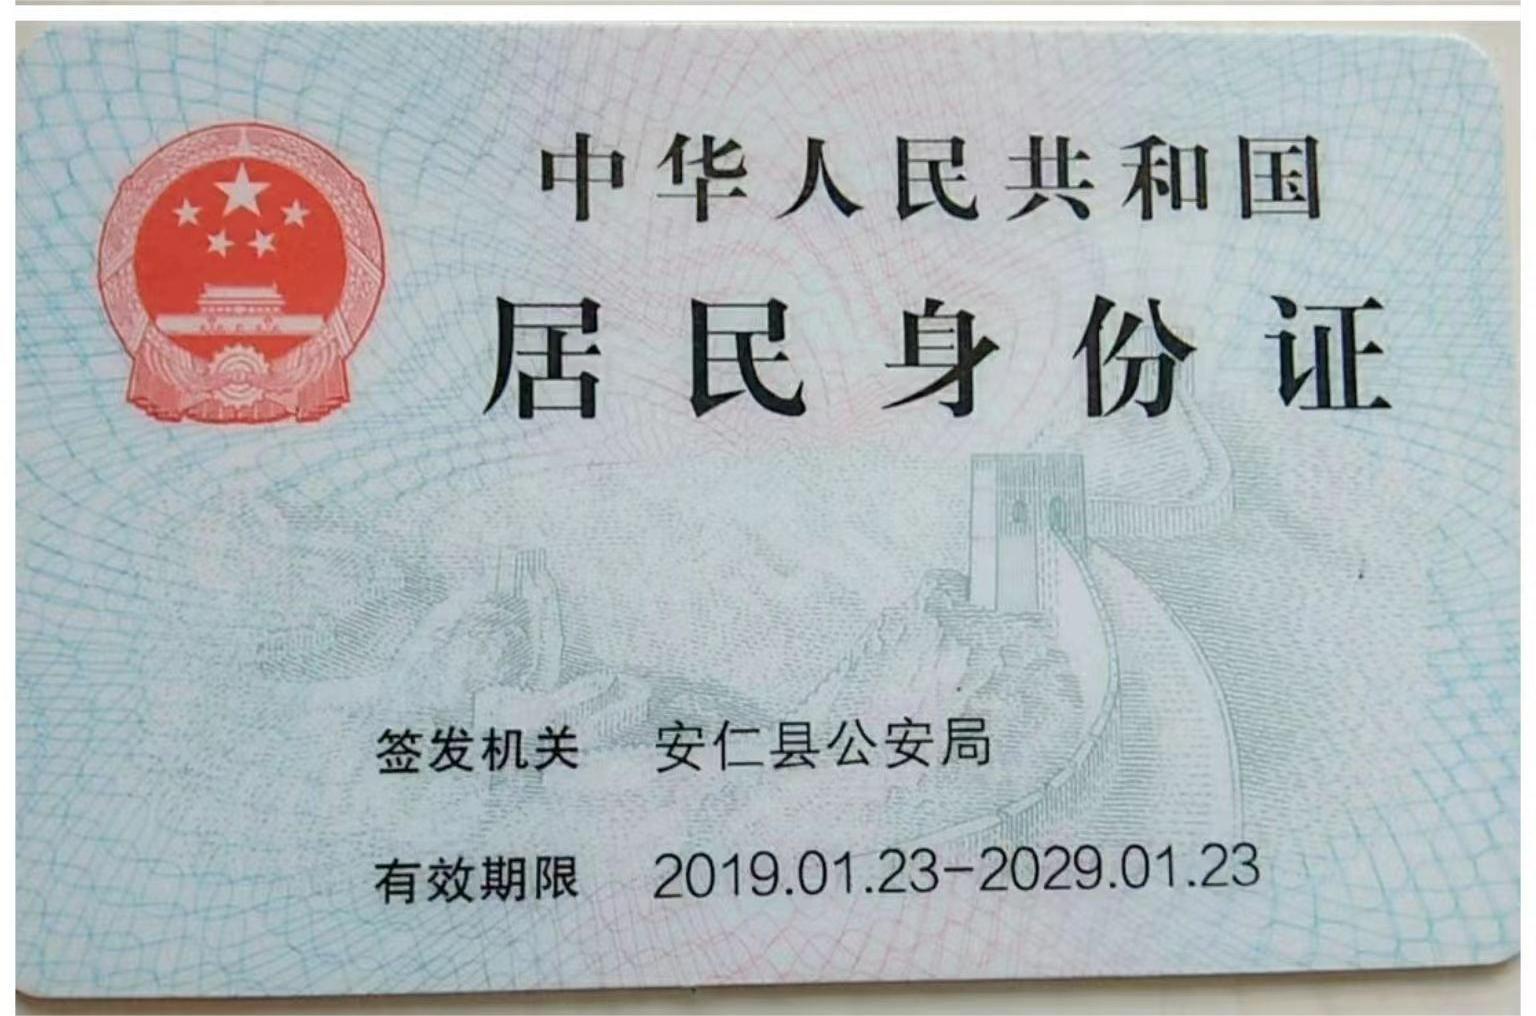 中华人民共和国
居民身份证
签发机关 安仁县公安局
有效期限 2019.01.23-2029.01.23